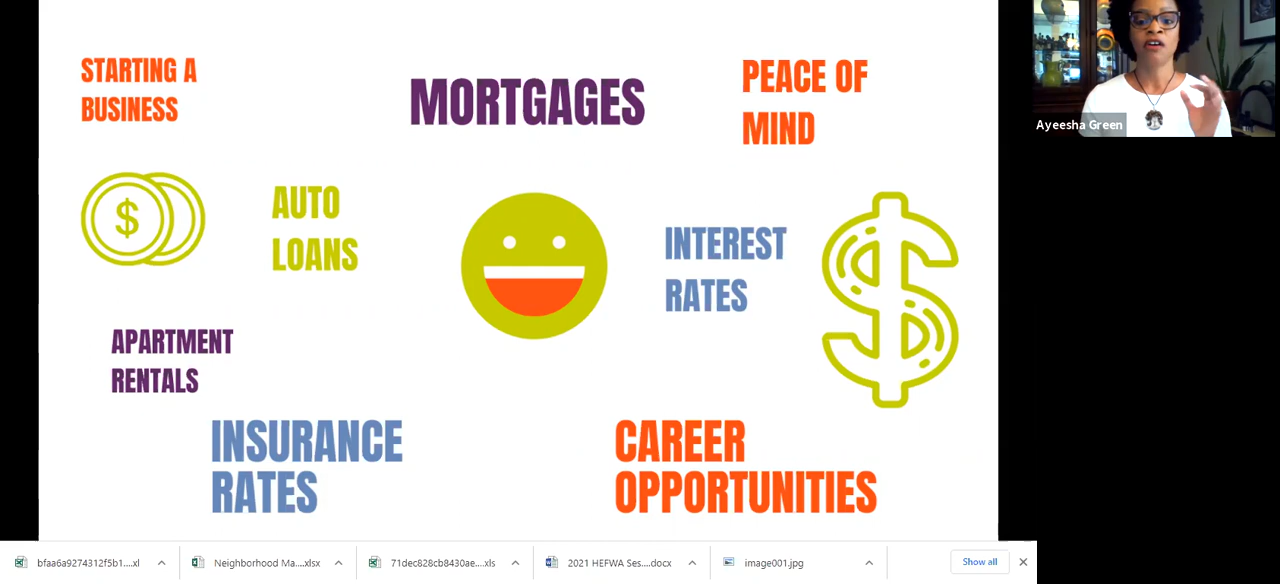 STARTING A
BUSINESS
MORTGAGES
PEACE OF
MIND
Ayeesha Green
$
AUTO
LOANS
INTEREST
RATES
$
APARTMENT
RENTALS
INSURANCE
RATES
CAREER
OPPORTUNITIES
bfaa6a9274312f5b1....xl
Neighborhood Ma....xlsx
71dec828cb8430ae....xls
2021 HEFWA Ses....docx
image001.jpg
Show all